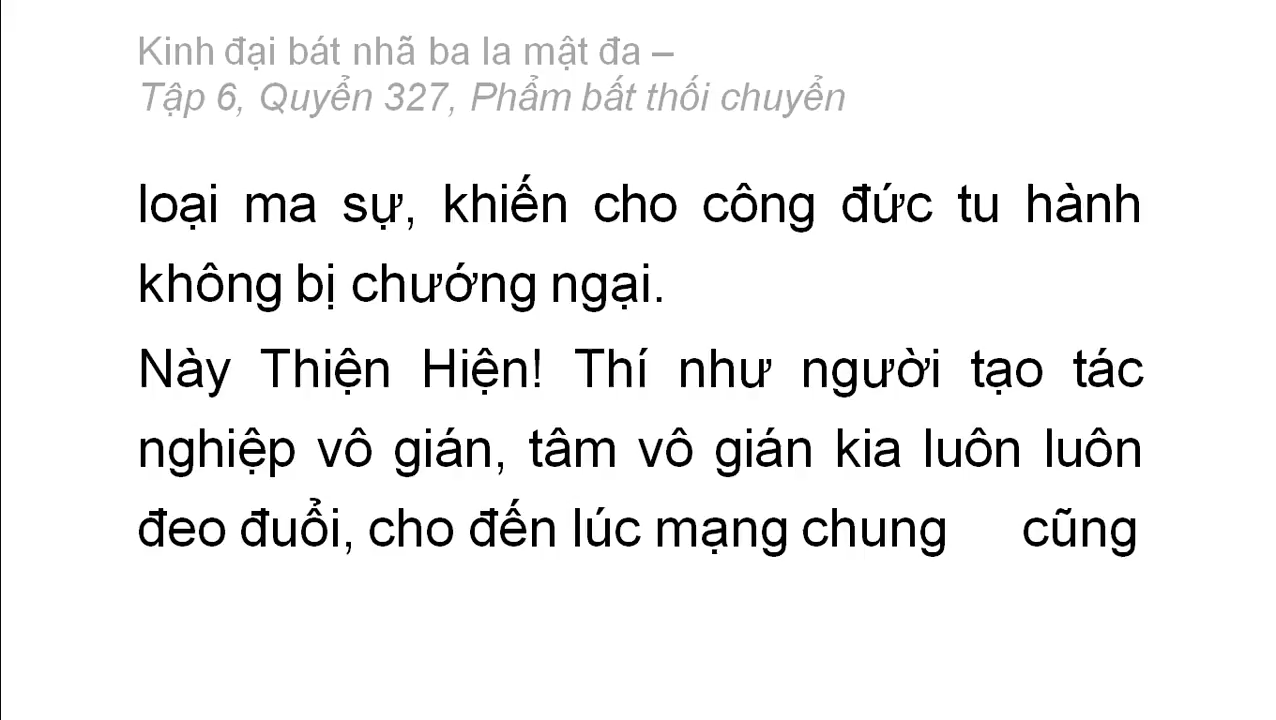 Kinh đại bát nhã ba la mật đa –
Tập 6, Quyển 327, Phẩm bất thối chuyển
loại ma sự, khiến cho công đức tu hành
không bị chướng ngại.
Này Thiện Hiện! Thí như người tạo tác
nghiệp vô gián, tâm vô gián kia luôn luôn
đeo đuổi, cho đến lúc mạng chung cũng